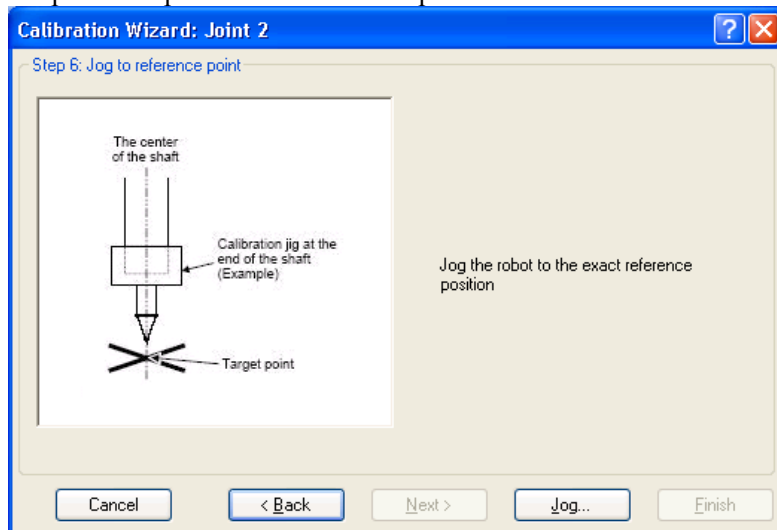 Calibration Wizard: Joint 2
Step 6: Jog to reference point
The center
of the shaft
Calibration jig at the
end of the shaft
(Example)
Target point
Jog the robot to the exact reference
position
Cancel
< Back
Next >
Jog...
Finish